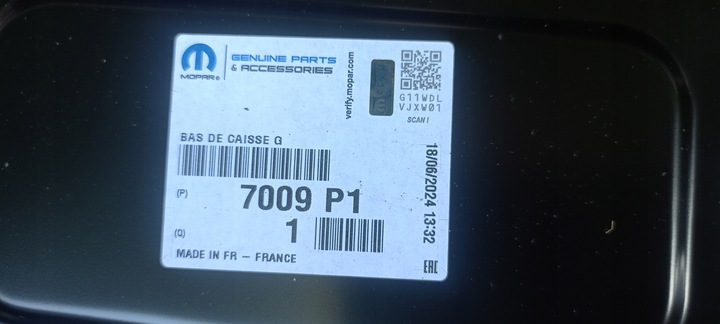 MOPAR®
GENUINE PARTS
& ACCESSORIES
verify.mopar.com
G11WDL
VJXW01
SCAN!
BAS DE CAISSE G
(P)
7009 P1
(Q)
1
MADE IN FR – FRANCE
18/06/2024 13:32
EAC